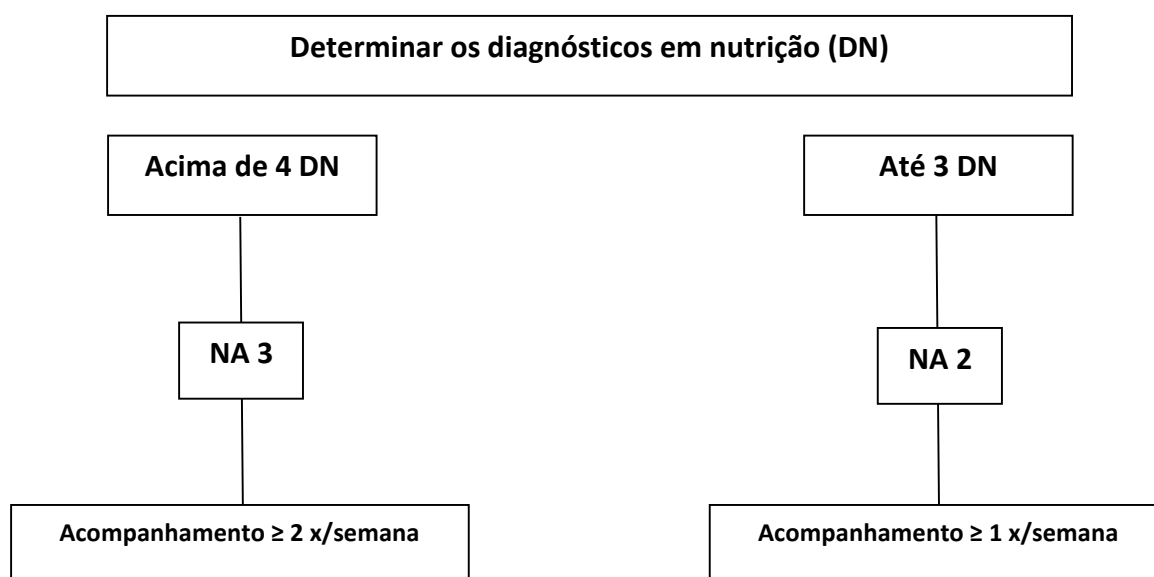 Determinar os diagnósticos em nutrição (DN)
Acima de 4 DN
Até 3 DN
NA 3
NA 2
Acompanhamento ≥ 2 x/semana
Acompanhamento ≥ 1 x/semana